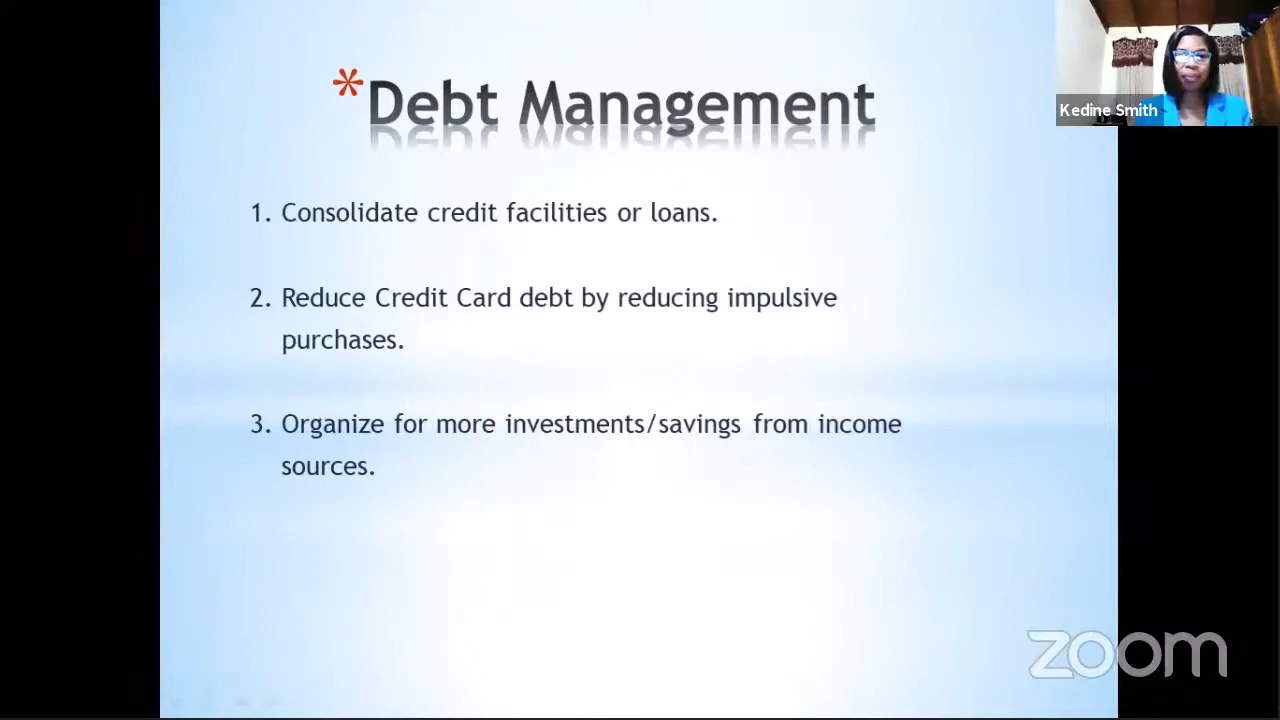 *Debt Management
Kedine Smith
1. Consolidate credit facilities or loans.
2. Reduce Credit Card debt by reducing impulsive
purchases.
3. Organize for more investments/savings from income
sources.
zoom